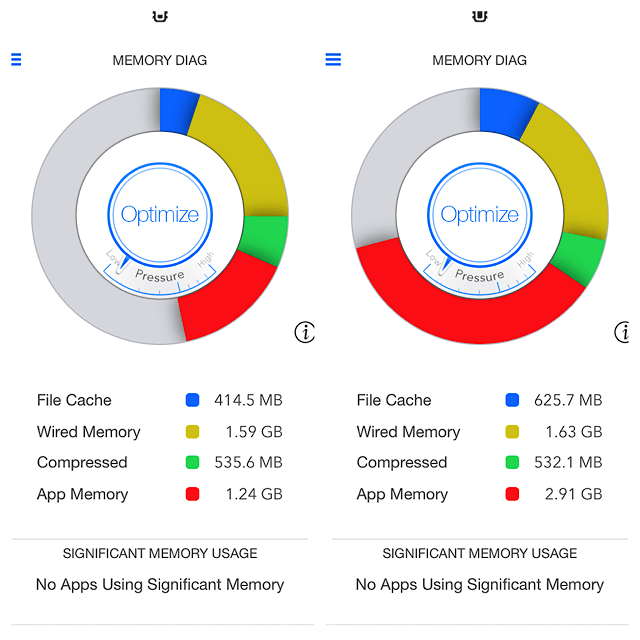 MEMORY DIAG
Optimize
Low Pressure High
i
File Cache 414.5 MB
Wired Memory 1.59 GB
Compressed 535.6 MB
App Memory 1.24 GB
SIGNIFICANT MEMORY USAGE
No Apps Using Significant Memory
MEMORY DIAG
Optimize
Low Pressure High
i
File Cache 625.7 MB
Wired Memory 1.63 GB
Compressed 532.1 MB
App Memory 2.91 GB
SIGNIFICANT MEMORY USAGE
No Apps Using Significant Memory